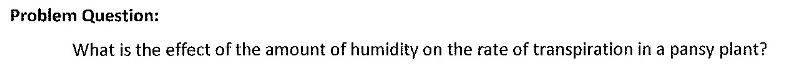 Problem Question:
What is the effect of the amount of humidity on the rate of transpiration in a pansy plant?